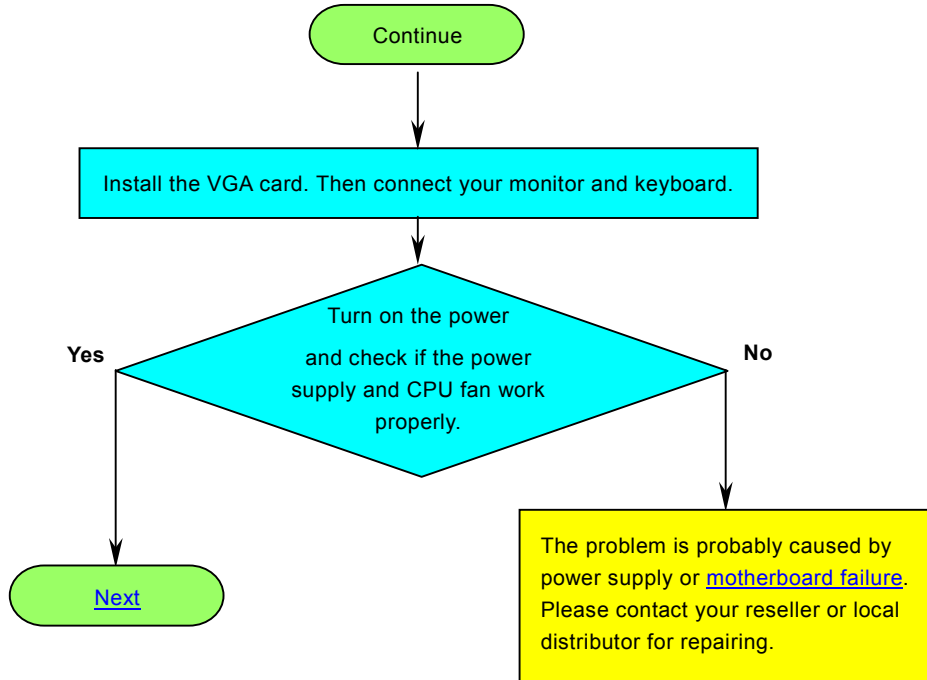 Continue
Install the VGA card. Then connect your monitor and keyboard.
Turn on the power
and check if the power
supply and CPU fan work
properly.
Yes
No
Next
The problem is probably caused by
power supply or motherboard failure.
Please contact your reseller or local
distributor for repairing.